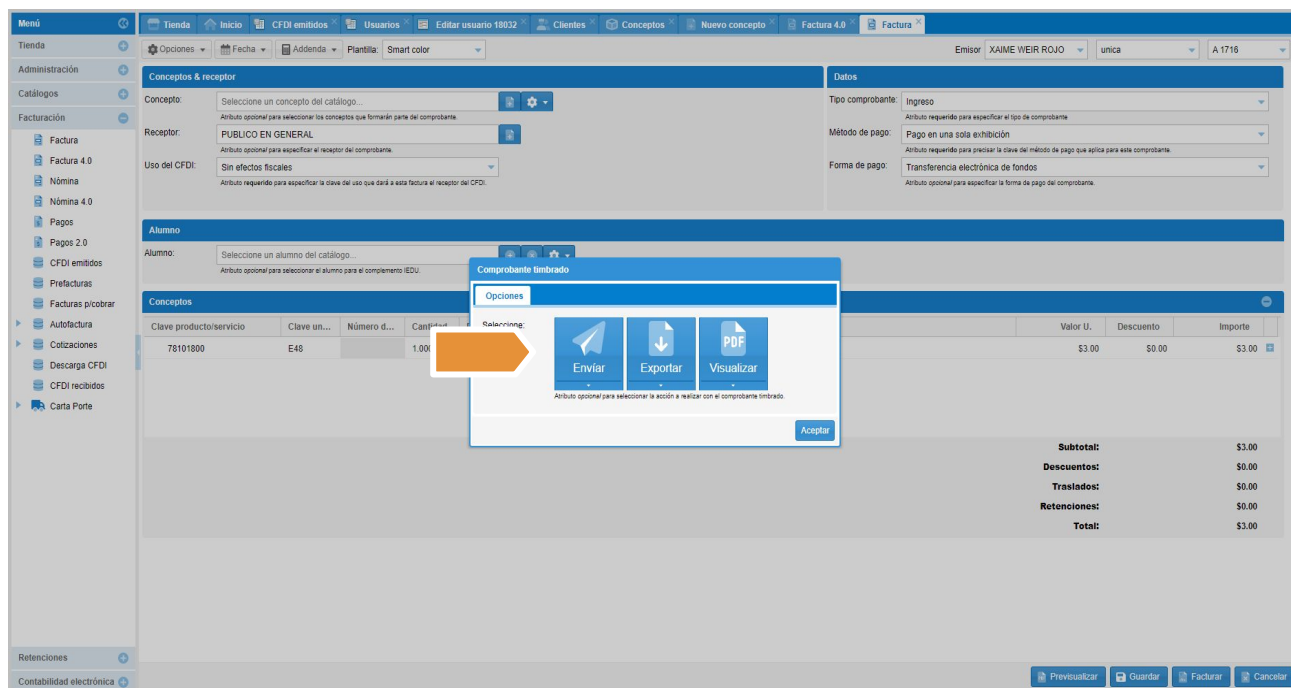 Menú
Tienda
Administración
Catálogos
Facturación
Factura
Factura 4.0
Nómina
Nómina 4.0
Pagos
Pagos 2.0
CFDI emitidos
Prefacturas
Facturas p/cobrar
Autofactura
Cotizaciones
Descarga CFDI
CFDI recibidos
Carta Porte
Retenciones
Contabilidad electrónica
Tienda Inicio CFDI emitidos Usuarios Editar usuario 18032 Clientes Conceptos Nuevo concepto Factura 4.0 Factura
Opciones Fecha Addenda Plantilla: Smart color Emisor XAIME WEIR ROJO unica A 1716
Conceptos & receptor
Concepto: Seleccione un concepto del catálogo...
Atributo opcional para seleccionar los conceptos que formarán parte del comprobante.
Receptor: PUBLICO EN GENERAL
Atributo opcional para especificar el receptor del comprobante.
Uso del CFDI: Sin efectos fiscales
Atributo requerido para especificar la clave del uso que dará a esta factura el receptor del CFDI.
Datos
Tipo comprobante: Ingreso
Atributo requerido para especificar el tipo de comprobante
Método de pago: Pago en una sola exhibición
Atributo requerido para precisar la clave del método de pago que aplica para este comprobante.
Forma de pago: Transferencia electrónica de fondos
Atributo opcional para especificar la forma de pago del comprobante.
Alumno
Alumno: Seleccione un alumno del catálogo...
Atributo opcional para seleccionar el alumno para el complemento IEDU.
Conceptos
Clave producto/servicio Clave un... Número d... Cantidad Valor U. Descuento Importe
78101800 E48 1.000 $3.00 $0.00 $3.00
Comprobante timbrado
Opciones
Seleccione:
Envíar Exportar PDF Visualizar
Atributo opcional para seleccionar la acción a realizar con el comprobante timbrado.
Aceptar
Subtotal: $3.00
Descuentos: $0.00
Traslados: $0.00
Retenciones: $0.00
Total: $3.00
Previsualizar Guardar Facturar Cancelar